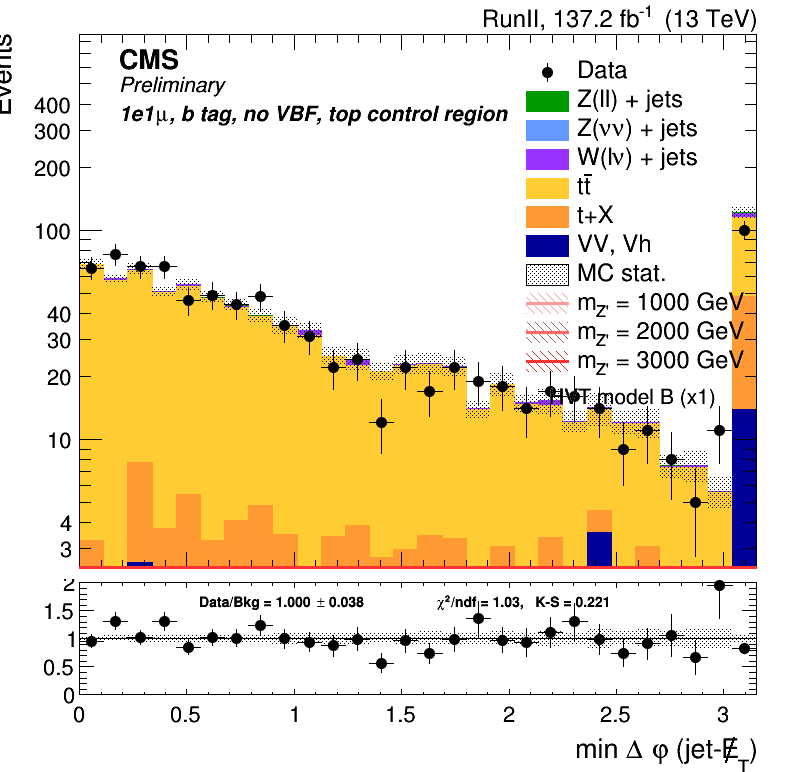 RunII, 137.2 fb⁻¹ (13 TeV)
Events
CMS
Preliminary
1e1μ, b tag, no VBF, top control region
Data
Z(ll) + jets
Z(νν) + jets
W(lν) + jets
tt̄
t+X
VV, Vh
MC stat.
m_Z' = 1000 GeV
m_Z' = 2000 GeV
m_Z' = 3000 GeV
HVT model B (x1)
400
300
200
100
40
30
20
10
4
3
Data/Bkg = 1.000 ± 0.038
χ²/ndf = 1.03, K-S = 0.221
2
1.5
1
0.5
0
0 0.5 1 1.5 2 2.5 3
min Δ φ (jet-E̸_T)